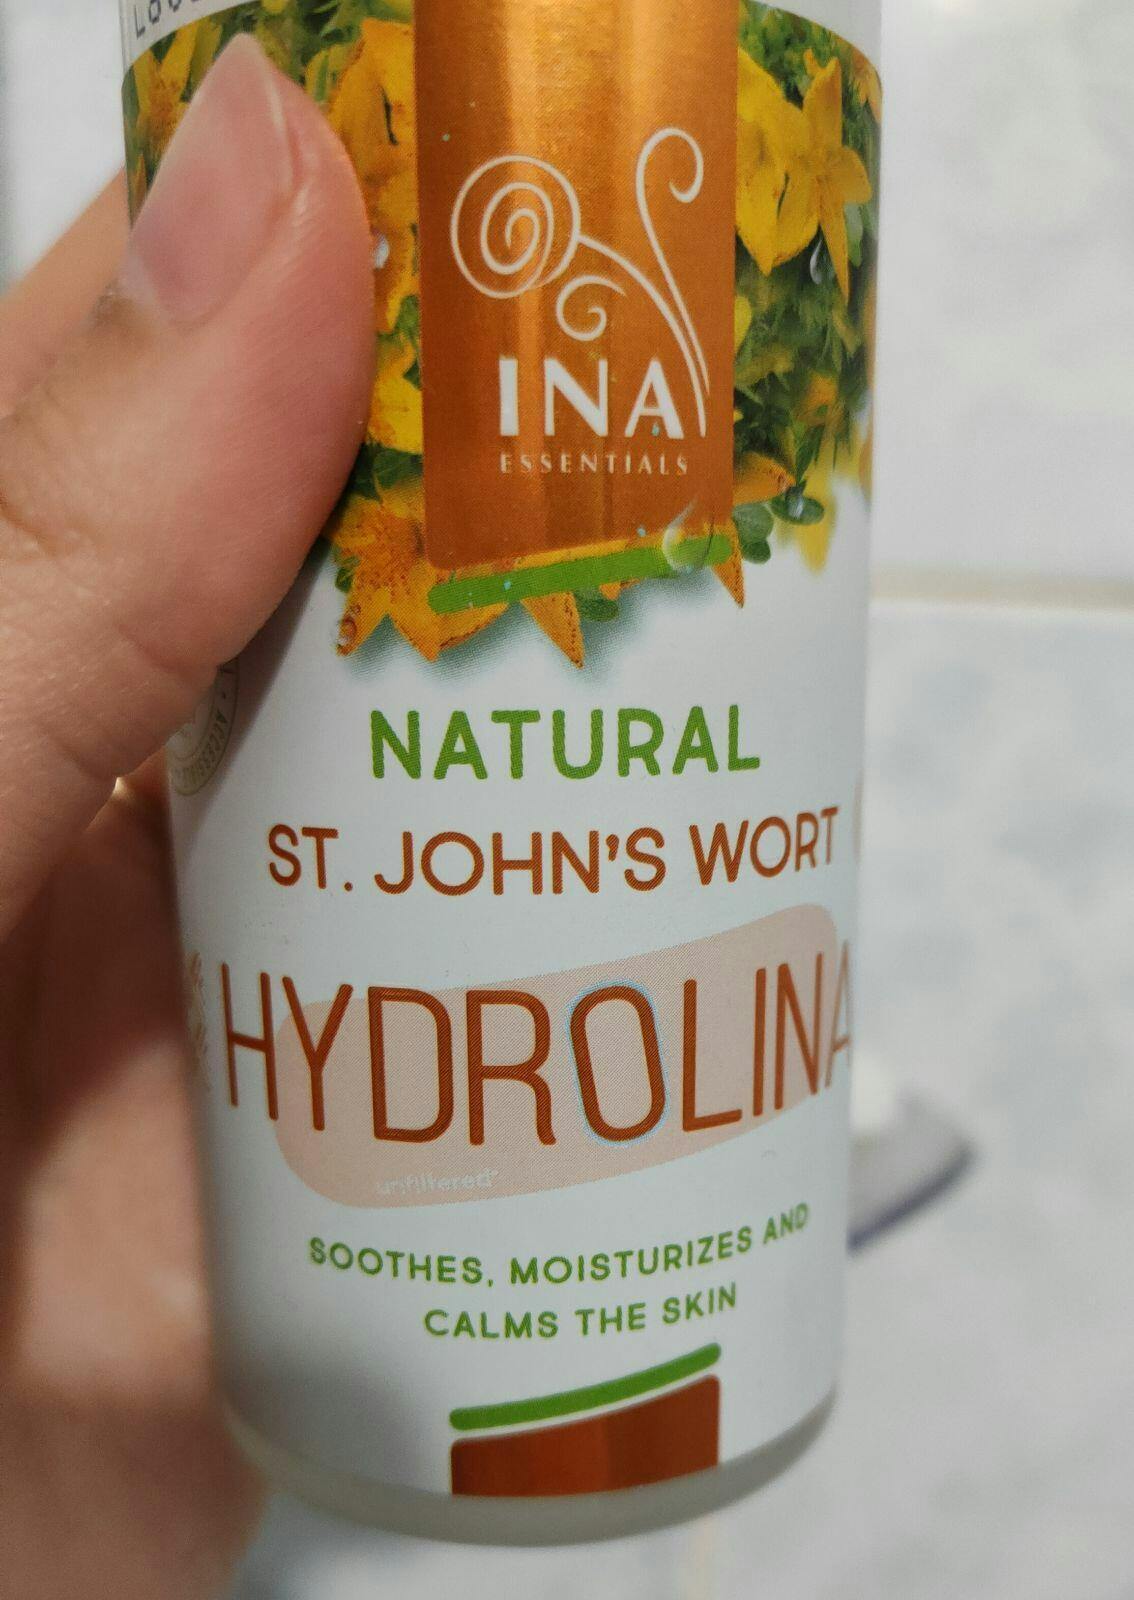 INA
ESSENTIALS
NATURAL
ST. JOHN'S WORT
HYDROLINA
unfiltered
SOOTHES, MOISTURIZES AND
CALMS THE SKIN